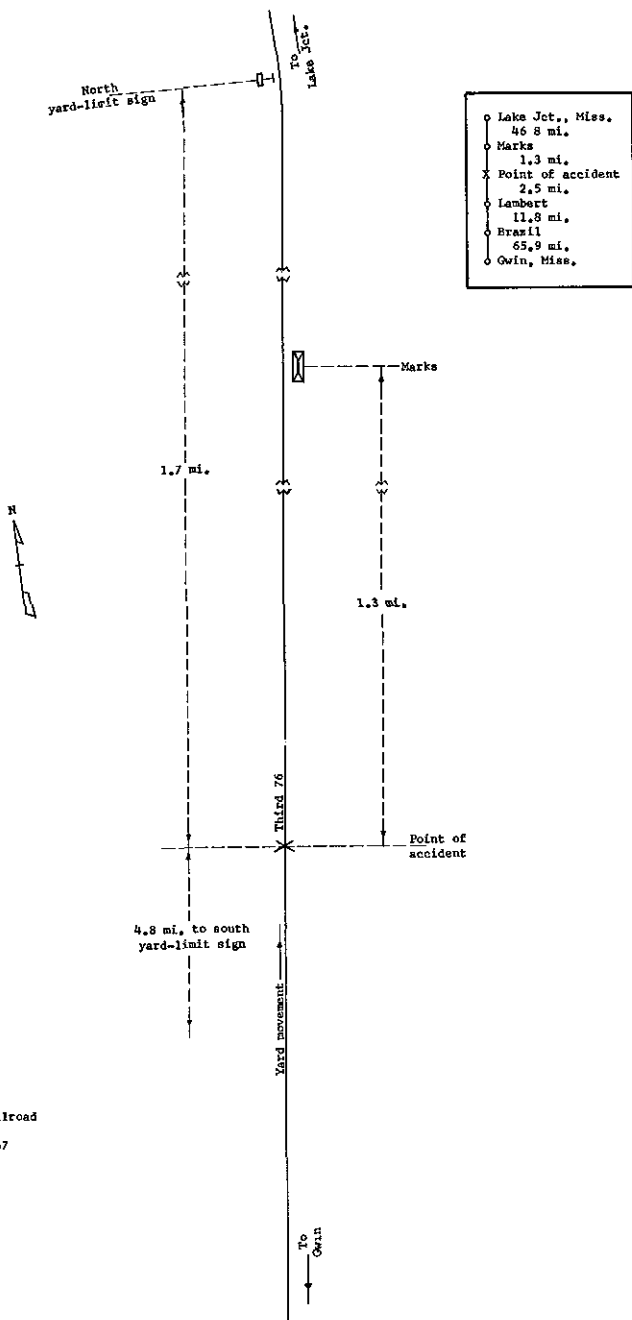 To
Lake Jct.
North
yard-limit sign
Lake Jct., Miss.
46 8 mi.
Marks
1.3 mi.
Point of accident
2.5 mi.
Lambert
11.8 mi.
Brazil
65.9 mi.
Gwin, Miss.
Marks
1.7 mi.
N
1.3 mi.
Third 76
Point of
accident
4.8 mi. to south
yard-limit sign
Yard movement
lroad
7
To
Gwin